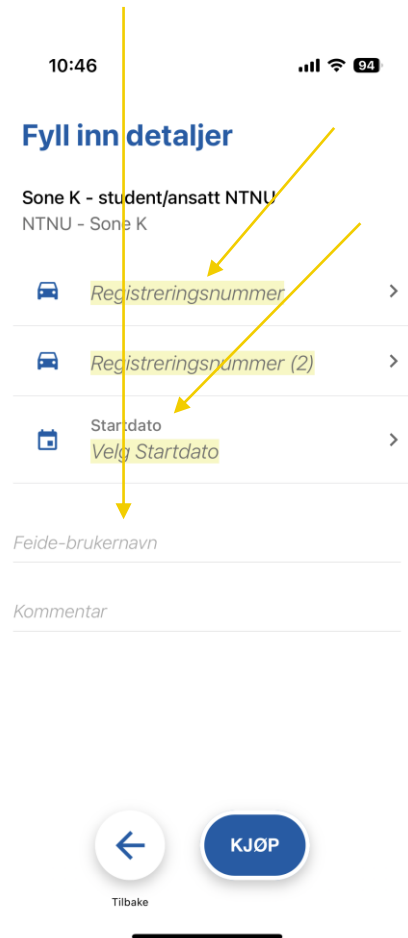 10:46
94
Fyll inn detaljer
Sone K - student/ansatt NTNU
NTNU - Sone K
Registreringsnummer
Registreringsnummer (2)
Startdato
Velg Startdato
Feide-brukernavn
Kommentar
KJØP
Tilbake